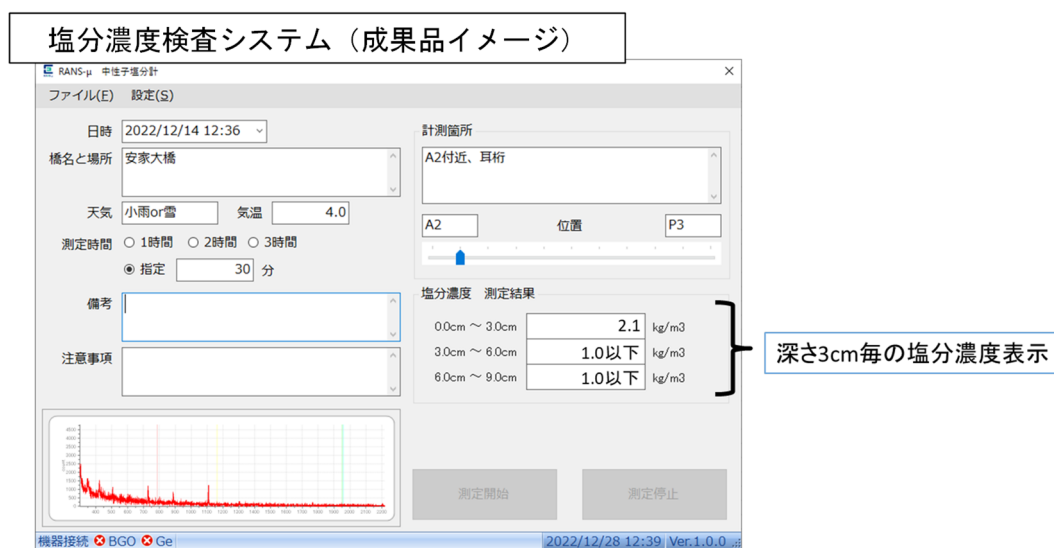 塩分濃度検査システム（成果品イメージ）
RANS-μ 中性子塩分計
ファイル(F) 設定(S)
日時 2022/12/14 12:36
橋名と場所 安家大橋
天気 小雨or雪 気温 4.0
測定時間 1時間 2時間 3時間
指定 30 分
備考
注意事項
計測箇所
A2付近、耳桁
A2 位置 P3
塩分濃度 測定結果
0.0cm ～ 3.0cm 2.1 kg/m3
3.0cm ～ 6.0cm 1.0以下 kg/m3
6.0cm ～ 9.0cm 1.0以下 kg/m3
深さ3cm毎の塩分濃度表示
測定開始 測定停止
機器接続 BGO Ge 2022/12/28 12:39 Ver.1.0.0